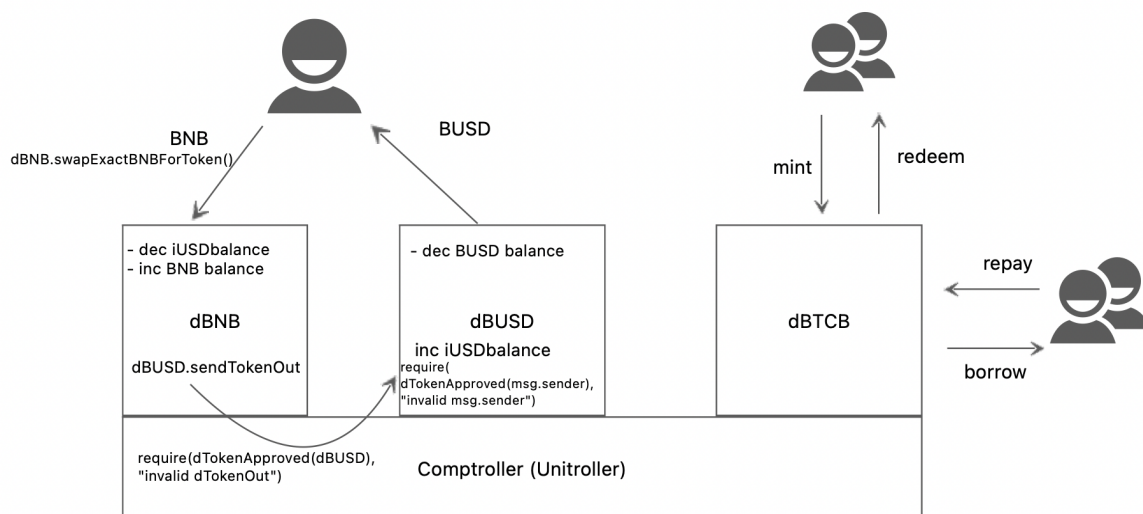 BNB
dBNB.swapExactBNBForToken()
BUSD
mint
redeem
- dec iUSDbalance
- inc BNB balance
dBNB
dBUSD.sendTokenOut
- dec BUSD balance
dBUSD
inc iUSDbalance
require(
dTokenApproved(msg.sender),
"invalid msg.sender")
dBTCB
repay
borrow
require(dTokenApproved(dBUSD),
"invalid dTokenOut")
Comptroller (Unitroller)